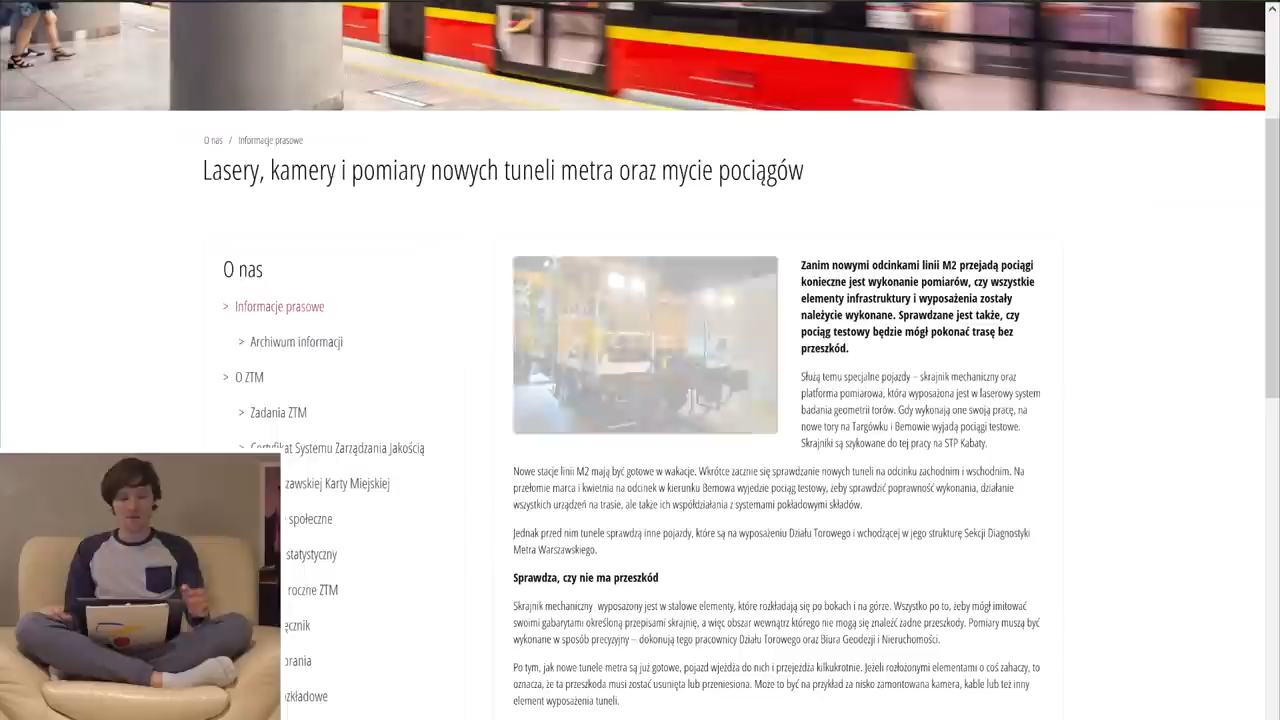 O nas / Informacje prasowe
Lasery, kamery i pomiary nowych tuneli metra oraz mycie pociągów
O nas
> Informacje prasowe
> Archiwum informacji
> O ZTM
> Zadania ZTM
> Certyfikat Systemu Zarządzania Jakością
zawskiej Karty Miejskiej
społeczne
statystyczny
roczne ZTM
Zanim nowymi odcinkami linii M2 przejadą pociągi
konieczne jest wykonanie pomiarów, czy wszystkie
elementy infrastruktury i wyposażenia zostały
należycie wykonane. Sprawdzane jest także, czy
pociąg testowy będzie mógł pokonać trasę bez
przeszkód.
Służą temu specjalne pojazdy – skrajnik mechaniczny oraz
platforma pomiarowa, która wyposażona jest w laserowy system
badania geometrii torów. Gdy wykonają one swoją pracę, na
nowe tory na Targówku i Bemowie wyjadą pociągi testowe.
Skrajniki są szykowane do tej pracy na STP Kabaty.
Nowe stacje linii M2 mają być gotowe w wakacje. Wkrótce zacznie się sprawdzanie nowych tuneli na odcinku zachodnim i wschodnim. Na
przełomie marca i kwietnia na odcinek w kierunku Bemowa wyjedzie pociąg testowy, żeby sprawdzić poprawność wykonania, działanie
wszystkich urządzeń na trasie, ale także ich współdziałania z systemami pokładowymi składów.
Jednak przed nim tunele sprawdzą inne pojazdy, które są na wyposażeniu Działu Torowego i wchodzącej w jego strukturę Sekcji Diagnostyki
Metra Warszawskiego.
Sprawdza, czy nie ma przeszkód
Skrajnik mechaniczny wyposażony jest w stalowe elementy, które rozkładają się po bokach i na górze. Wszystko po to, żeby mógł imitować
swoimi gabarytami określoną przepisami skrajnię, a więc obszar wewnątrz którego nie mogą się znaleźć żadne przeszkody. Pomiary muszą być
wykonane w sposób precyzyjny – dokonują tego pracownicy Działu Torowego oraz Biura Geodezji i Nieruchomości.
Po tym, jak nowe tunele metra są już gotowe, pojazd wjeżdża do nich i przejeżdża kilkukrotnie. Jeżeli rozłożonymi elementami o coś zahaczy, to
oznacza, że ta przeszkoda musi zostać usunięta lub przeniesiona. Może to być na przykład za nisko zamontowana kamera, kable lub też inny
element wyposażenia tuneli.